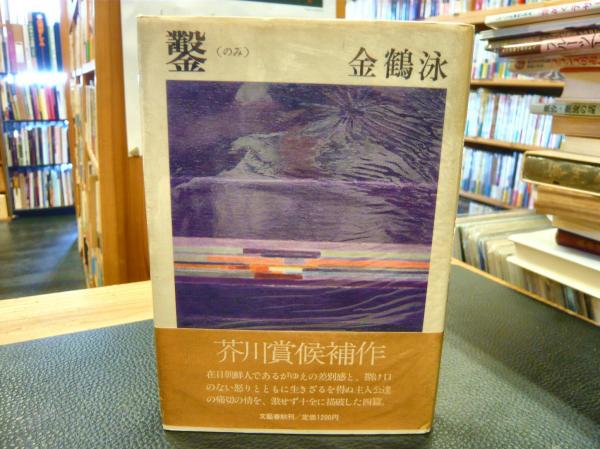 鑿(のみ)
金鶴泳
芥川賞候補作
在日朝鮮人であるがゆえの差別感と、捌け口
のない怒りとともに生きざるを得ぬ主人公達
の痛切の情を、激せず十全に描破した四篇。
文藝春秋刊/定価1200円